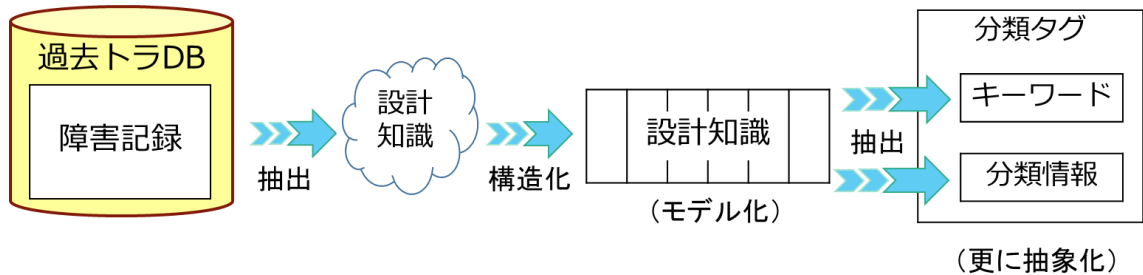 過去トラDB
障害記録
抽出
設計
知識
構造化
設計知識
（モデル化）
抽出
分類タグ
キーワード
分類情報
（更に抽象化）